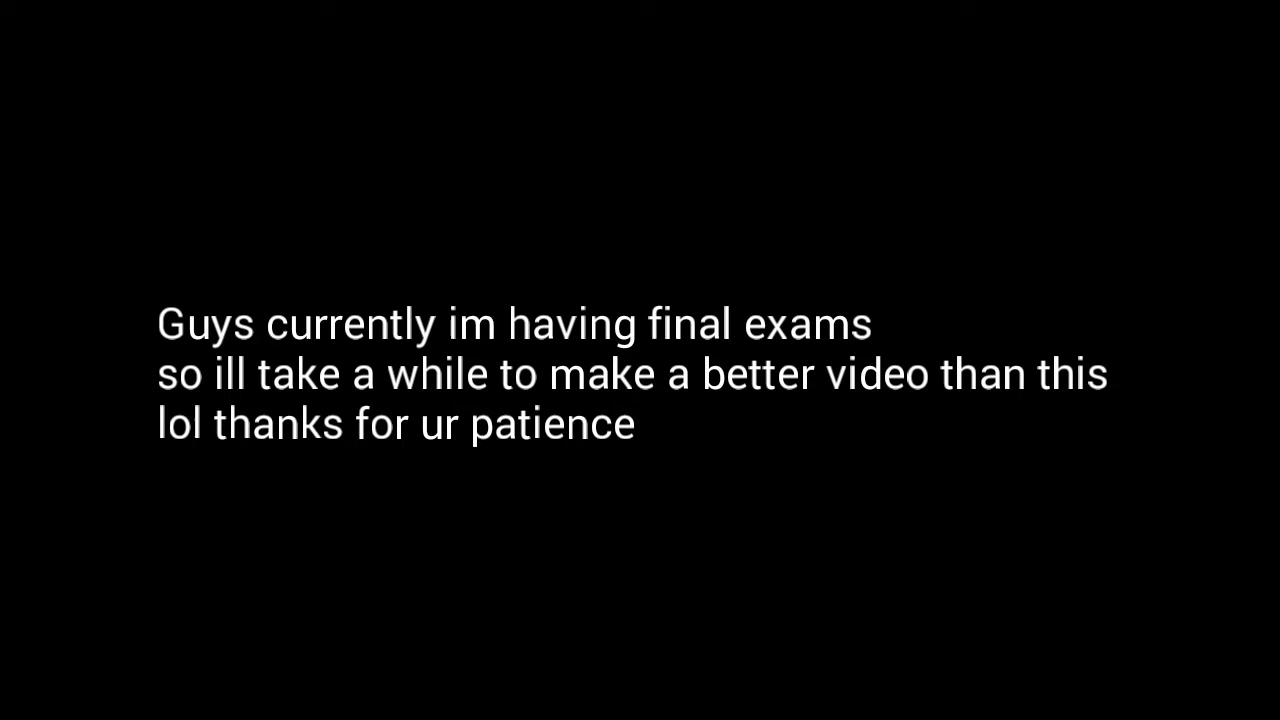 Guys currently im having final exams
so ill take a while to make a better video than this
lol thanks for ur patience